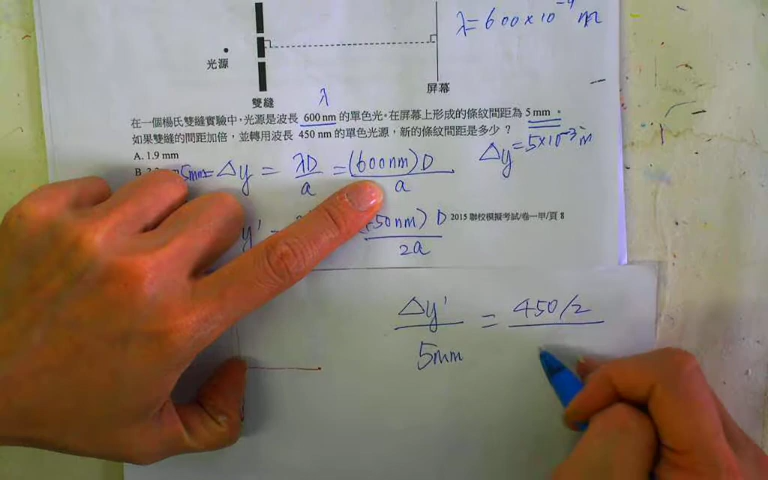 λ=600×10⁻⁹ m
光源
雙縫
屏幕
λ
在一個楊氏雙縫實驗中，光源是波長 600 nm 的單色光。在屏幕上形成的條紋間距為 5 mm。
如果雙縫的間距加倍，並轉用波長 450 nm 的單色光源，新的條紋間距是多少？
Δy=5×10⁻³m
A. 1.9 mm
B
5mm=Δy = λD/a = (600nm)D/a
y' = 50nm) D/2a
2015 聯校模擬考試/卷一甲/頁 8
Δy'/5mm = 450/2